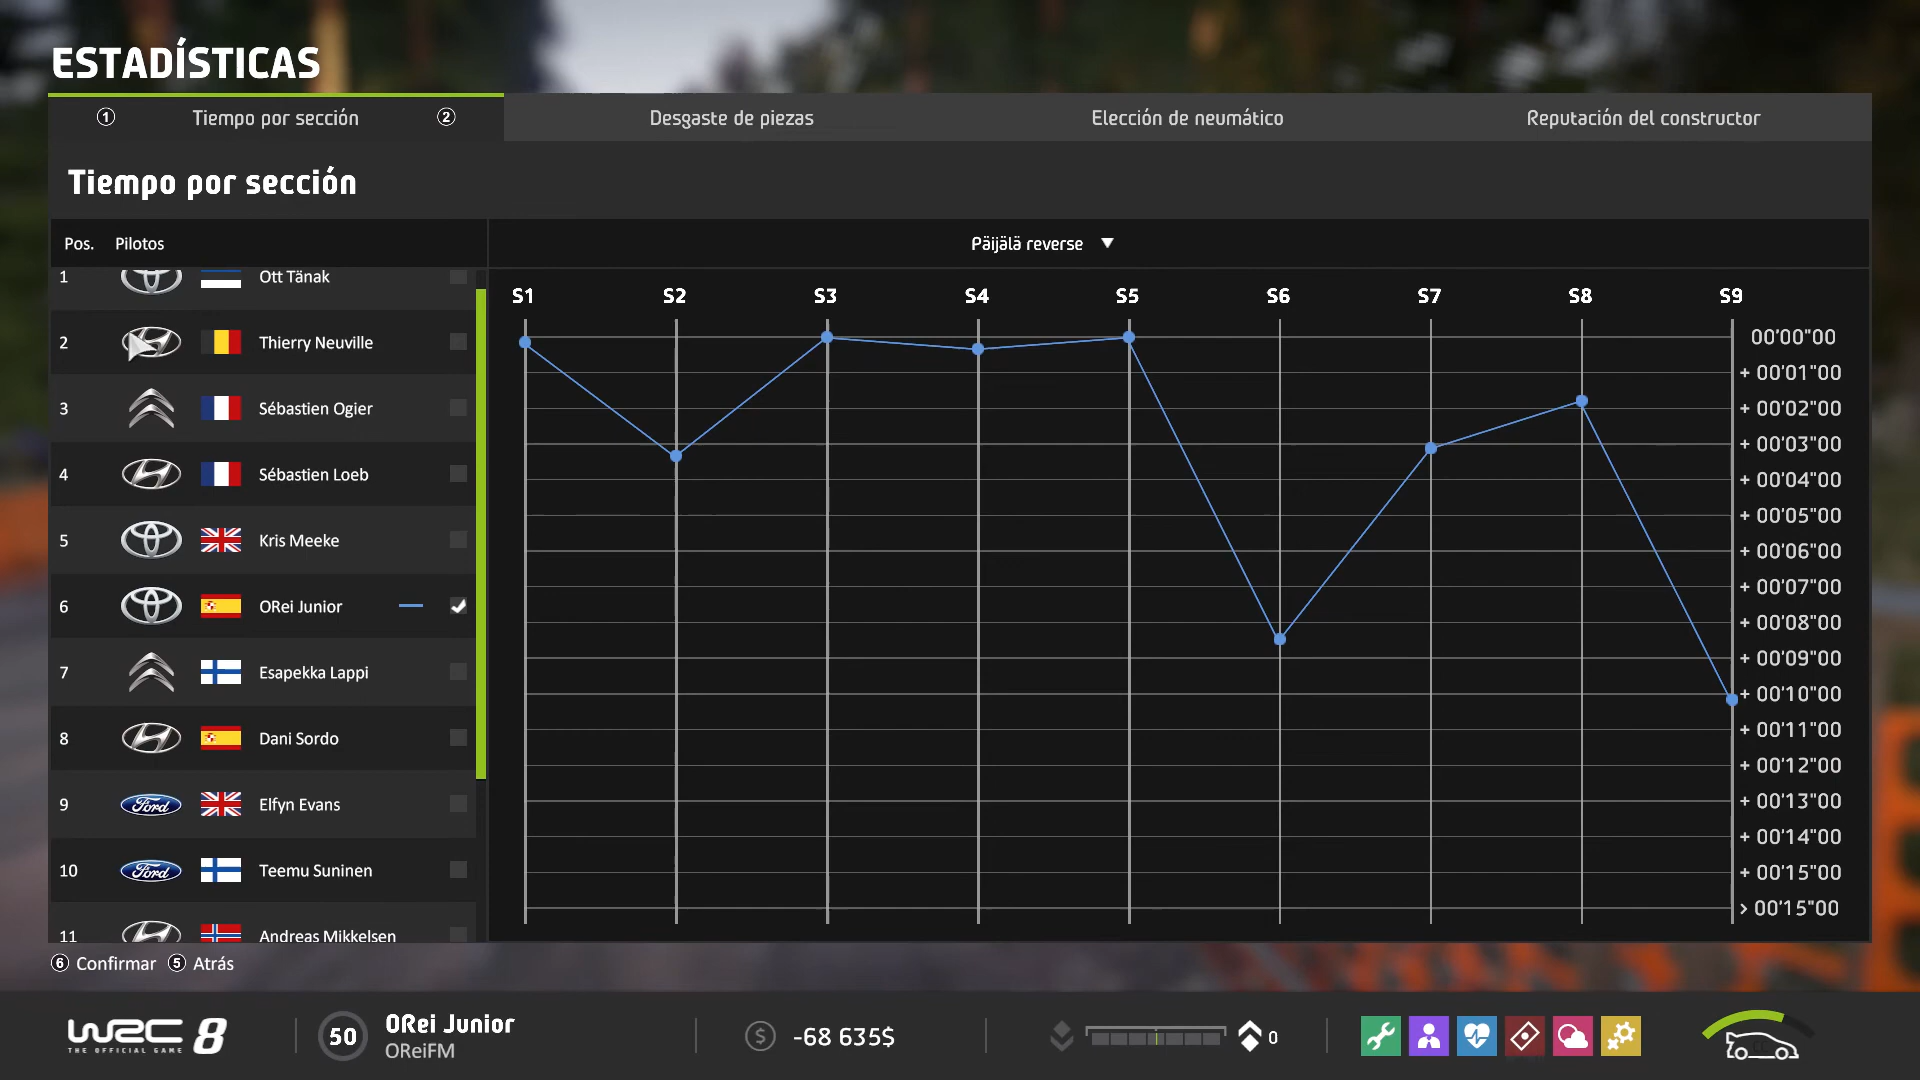 ESTADÍSTICAS
1 Tiempo por sección 2 Desgaste de piezas Elección de neumático Reputación del constructor
Tiempo por sección
Pos. Pilotos Päijälä reverse
S1 S2 S3 S4 S5 S6 S7 S8 S9
1 Ott Tänak
2 Thierry Neuville
3 Sébastien Ogier
4 Sébastien Loeb
5 Kris Meeke
6 ORei Junior
7 Esapekka Lappi
8 Dani Sordo
9 Ford Elfyn Evans
10 Ford Teemu Suninen
11 Andreas Mikkelsen
00'00"00
+ 00'01"00
+ 00'02"00
+ 00'03"00
+ 00'04"00
+ 00'05"00
+ 00'06"00
+ 00'07"00
+ 00'08"00
+ 00'09"00
+ 00'10"00
+ 00'11"00
+ 00'12"00
+ 00'13"00
+ 00'14"00
+ 00'15"00
> 00'15"00
6 Confirmar 5 Atrás
WRC 8
THE OFFICIAL GAME
50 ORei Junior
OReiFM
$ -68 635$
0